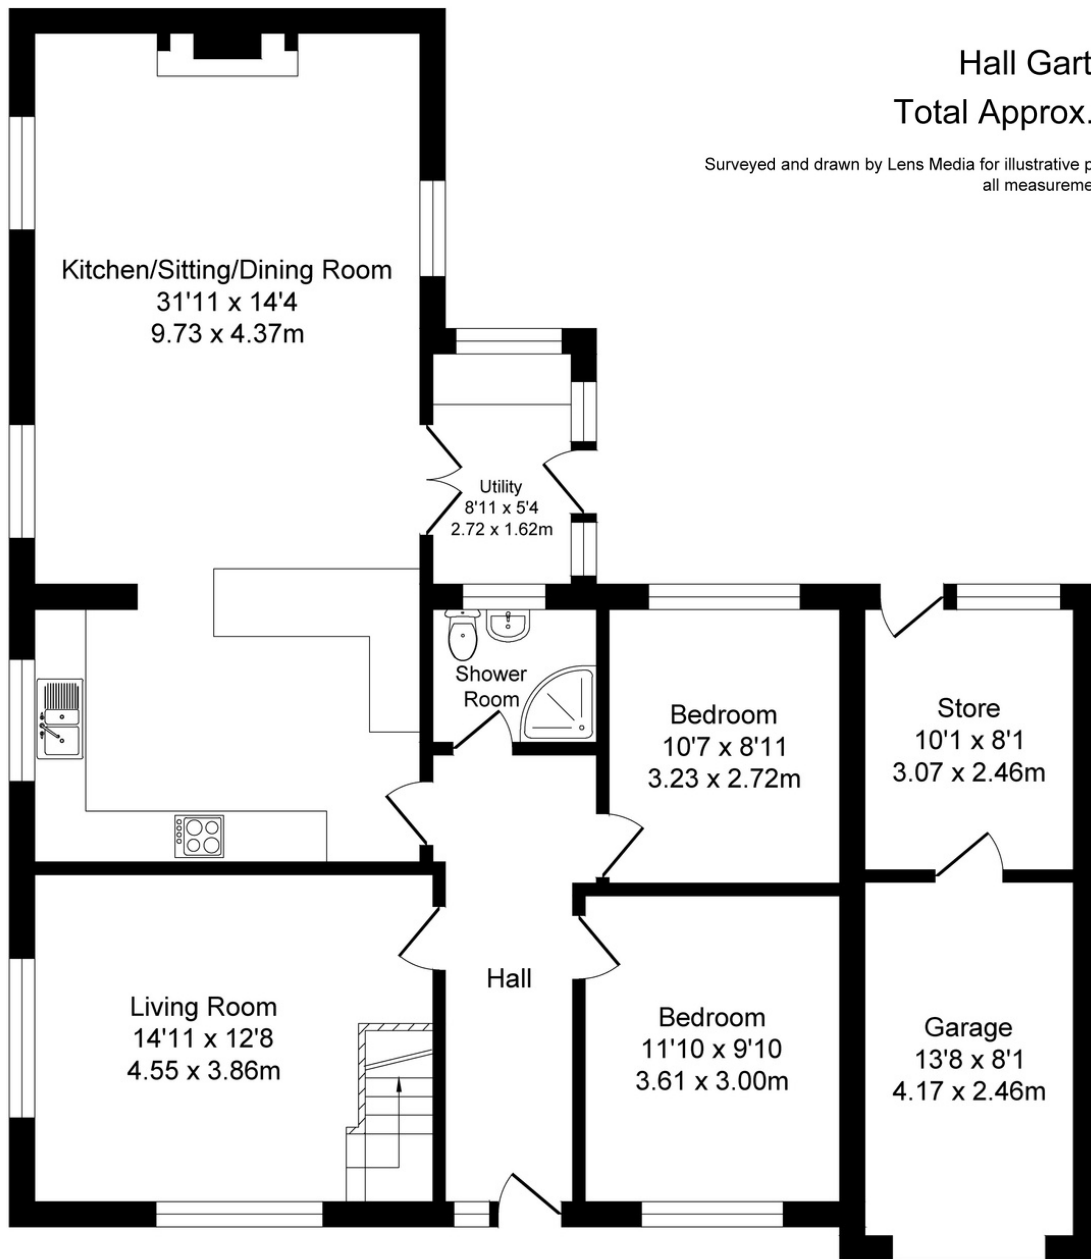 Hall Gart
Total Approx.
Surveyed and drawn by Lens Media for illustrative p
all measureme
Kitchen/Sitting/Dining Room
31'11 x 14'4
9.73 x 4.37m
Utility
8'11 x 5'4
2.72 x 1.62m
Shower
Room
Bedroom
10'7 x 8'11
3.23 x 2.72m
Store
10'1 x 8'1
3.07 x 2.46m
Hall
Living Room
14'11 x 12'8
4.55 x 3.86m
Bedroom
11'10 x 9'10
3.61 x 3.00m
Garage
13'8 x 8'1
4.17 x 2.46m